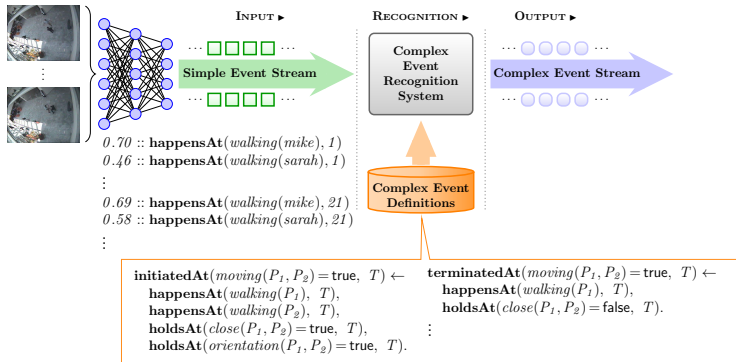 INPUT ▸
RECOGNITION ▸
OUTPUT ▸
Simple Event Stream
Complex
Event
Recognition
System
Complex Event Stream
0.70 :: happensAt(walking(mike), 1)
0.46 :: happensAt(walking(sarah), 1)
⋮
0.69 :: happensAt(walking(mike), 21)
0.58 :: happensAt(walking(sarah), 21)
⋮
Complex Event
Definitions
initiatedAt(moving(P₁, P₂) = true, T) ←
happensAt(walking(P₁), T),
happensAt(walking(P₂), T),
holdsAt(close(P₁, P₂) = true, T),
holdsAt(orientation(P₁, P₂) = true, T).
terminatedAt(moving(P₁, P₂) = true, T) ←
happensAt(walking(P₁), T),
holdsAt(close(P₁, P₂) = false, T).
⋮